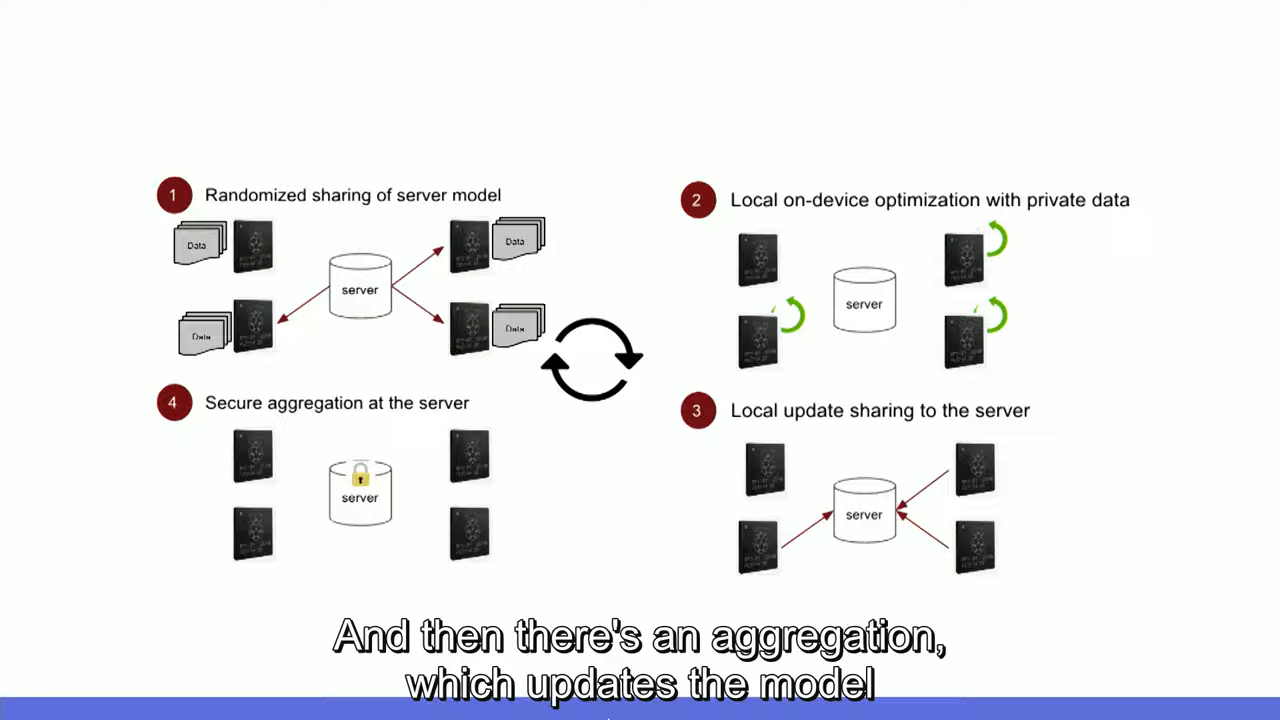 1 Randomized sharing of server model
Data
Data
server
Data
Data
2 Local on-device optimization with private data
server
4 Secure aggregation at the server
server
3 Local update sharing to the server
server
And then there's an aggregation,
which updates the model